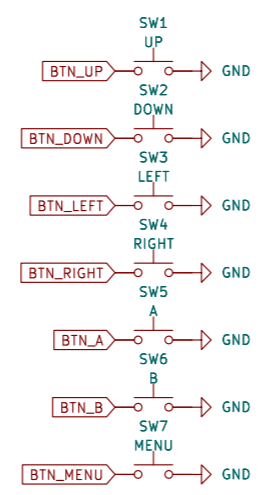 SW1
UP
BTN_UP GND
SW2
DOWN
BTN_DOWN GND
SW3
LEFT
BTN_LEFT GND
SW4
RIGHT
BTN_RIGHT GND
SW5
A
BTN_A GND
SW6
B
BTN_B GND
SW7
MENU
BTN_MENU GND